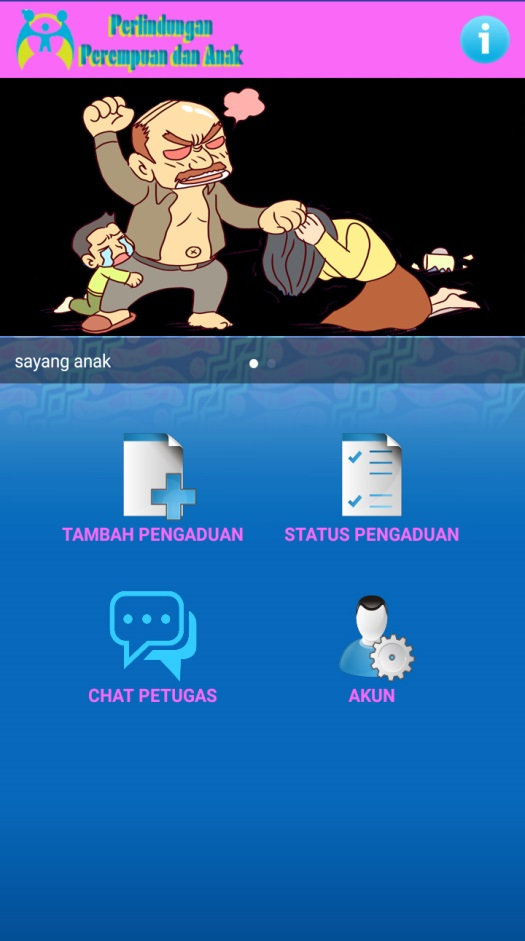 Perlindungan
Perempuan dan Anak
sayang anak
TAMBAH PENGADUAN
STATUS PENGADUAN
CHAT PETUGAS
AKUN